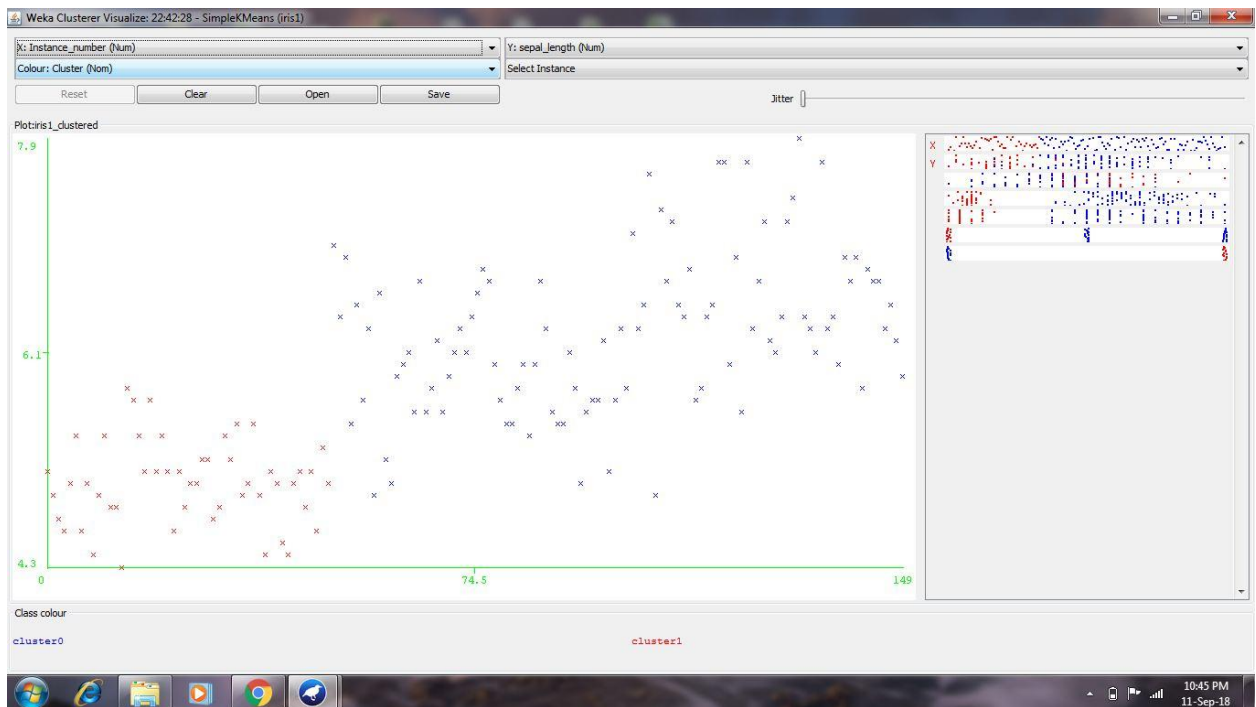 Weka Clusterer Visualize: 22:42:28 - SimpleKMeans (iris1)
X: Instance_number (Num)
Y: sepal_length (Num)
Colour: Cluster (Nom)
Select Instance
Reset
Clear
Open
Save
Jitter
Plot:iris1_clustered
7.9
6.1
4.3
0
74.5
149
X
Y
Class colour
cluster0
cluster1
10:45 PM
11-Sep-18